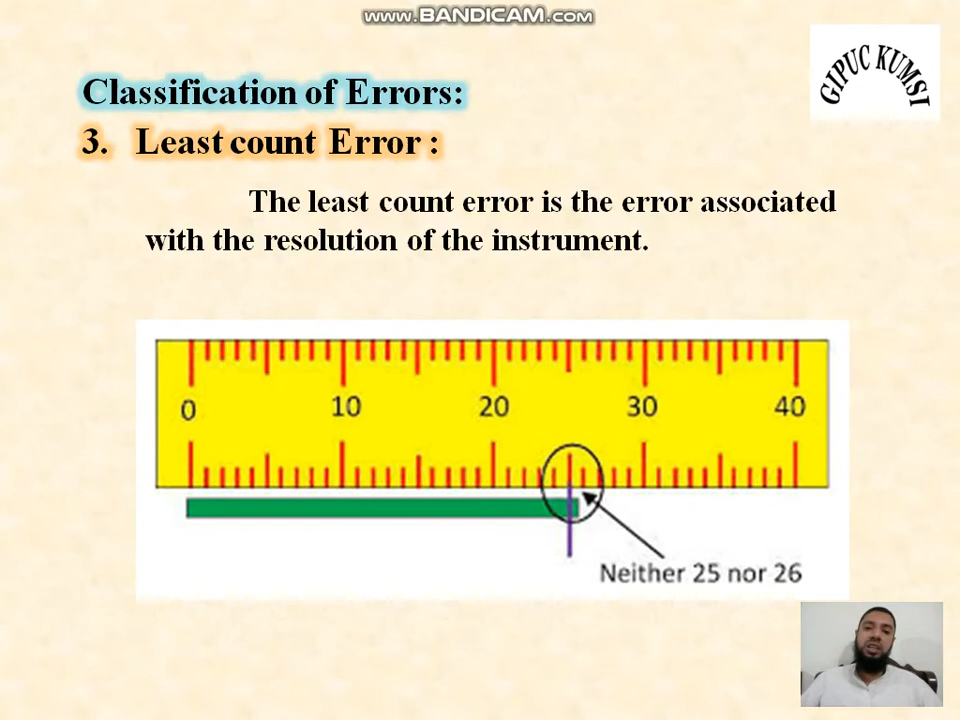 www.BANDICAM.com
GIPUC KUMSI
Classification of Errors:
3. Least count Error :
The least count error is the error associated
with the resolution of the instrument.
0 10 20 30 40
Neither 25 nor 26